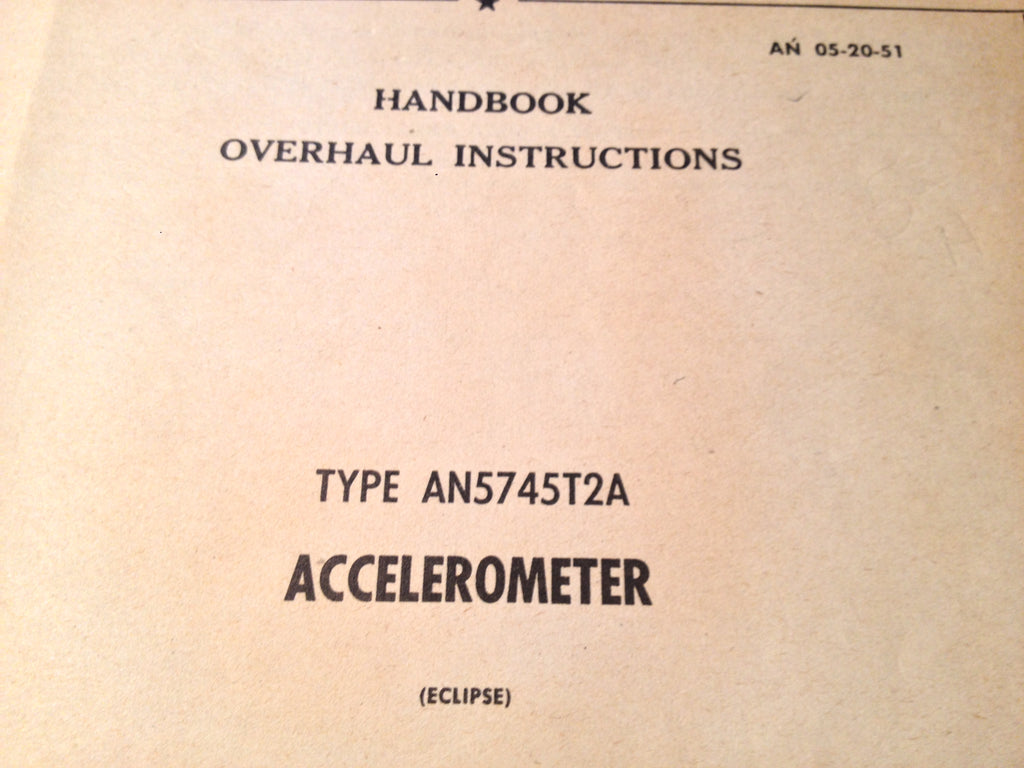 AN 05-20-51
HANDBOOK
OVERHAUL INSTRUCTIONS
TYPE AN5745T2A
ACCELEROMETER
(ECLIPSE)